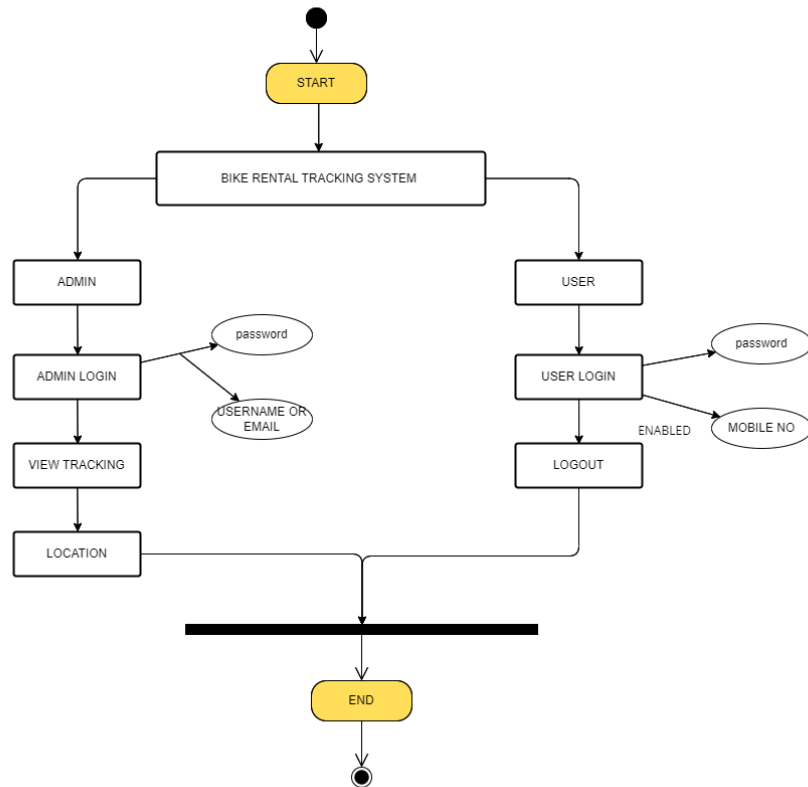 START
BIKE RENTAL TRACKING SYSTEM
ADMIN
USER
password
password
ADMIN LOGIN
USER LOGIN
USERNAME OR
EMAIL
MOBILE NO
ENABLED
VIEW TRACKING
LOGOUT
LOCATION
END